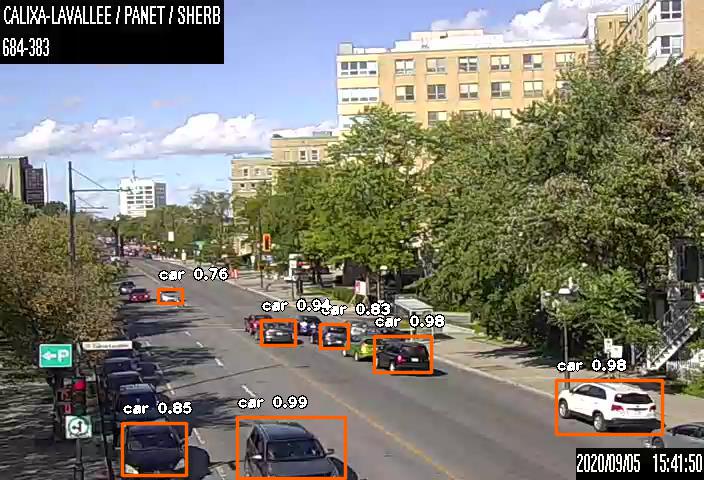 CALIXA-LAVALLEE / PANET / SHERB
684-383
car 0.76
car 0.94
car 0.83
car 0.98
car 0.98
car 0.99
car 0.85
P
2020/09/05 15:41:50